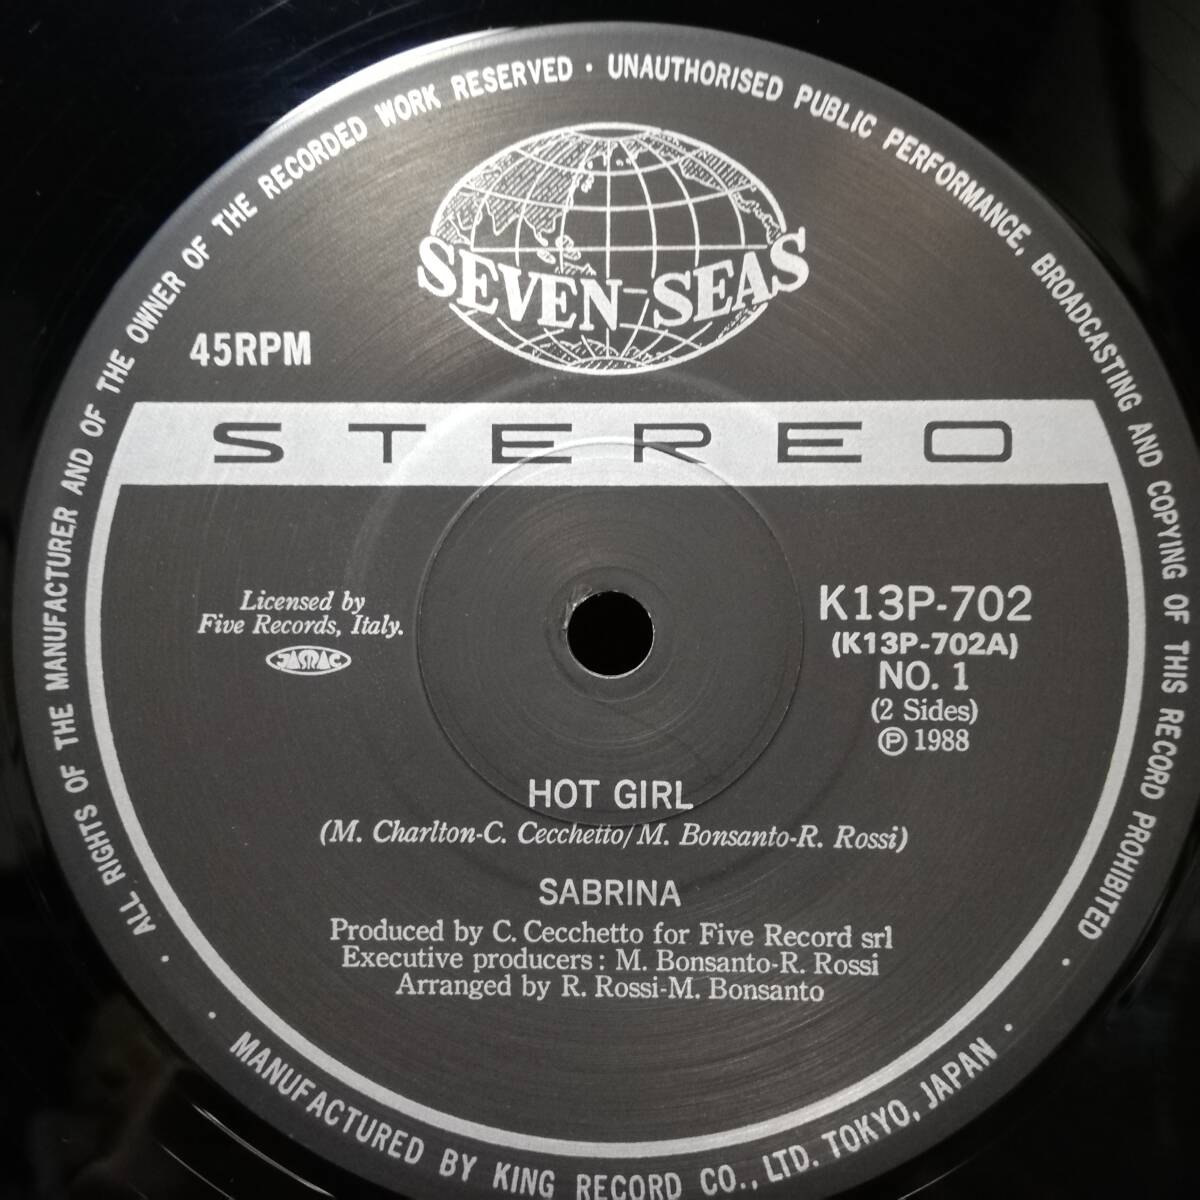 ALL RIGHTS OF THE MANUFACTURER AND OF THE OWNER OF THE RECORDED WORK RESERVED · UNAUTHORISED PUBLIC PERFORMANCE, BROADCASTING AND COPYING OF THIS RECORD PROHIBITED
SEVEN SEAS
45RPM
STEREO
Licensed by
Five Records, Italy.
JASRAC
K13P-702
(K13P-702A)
NO. 1
(2 Sides)
Ⓟ 1988
HOT GIRL
(M. Charlton-C. Cecchetto/M. Bonsanto-R. Rossi)
SABRINA
Produced by C. Cecchetto for Five Record srl
Executive producers : M. Bonsanto-R. Rossi
Arranged by R. Rossi-M. Bonsanto
· MANUFACTURED BY KING RECORD CO., LTD. TOKYO, JAPAN ·